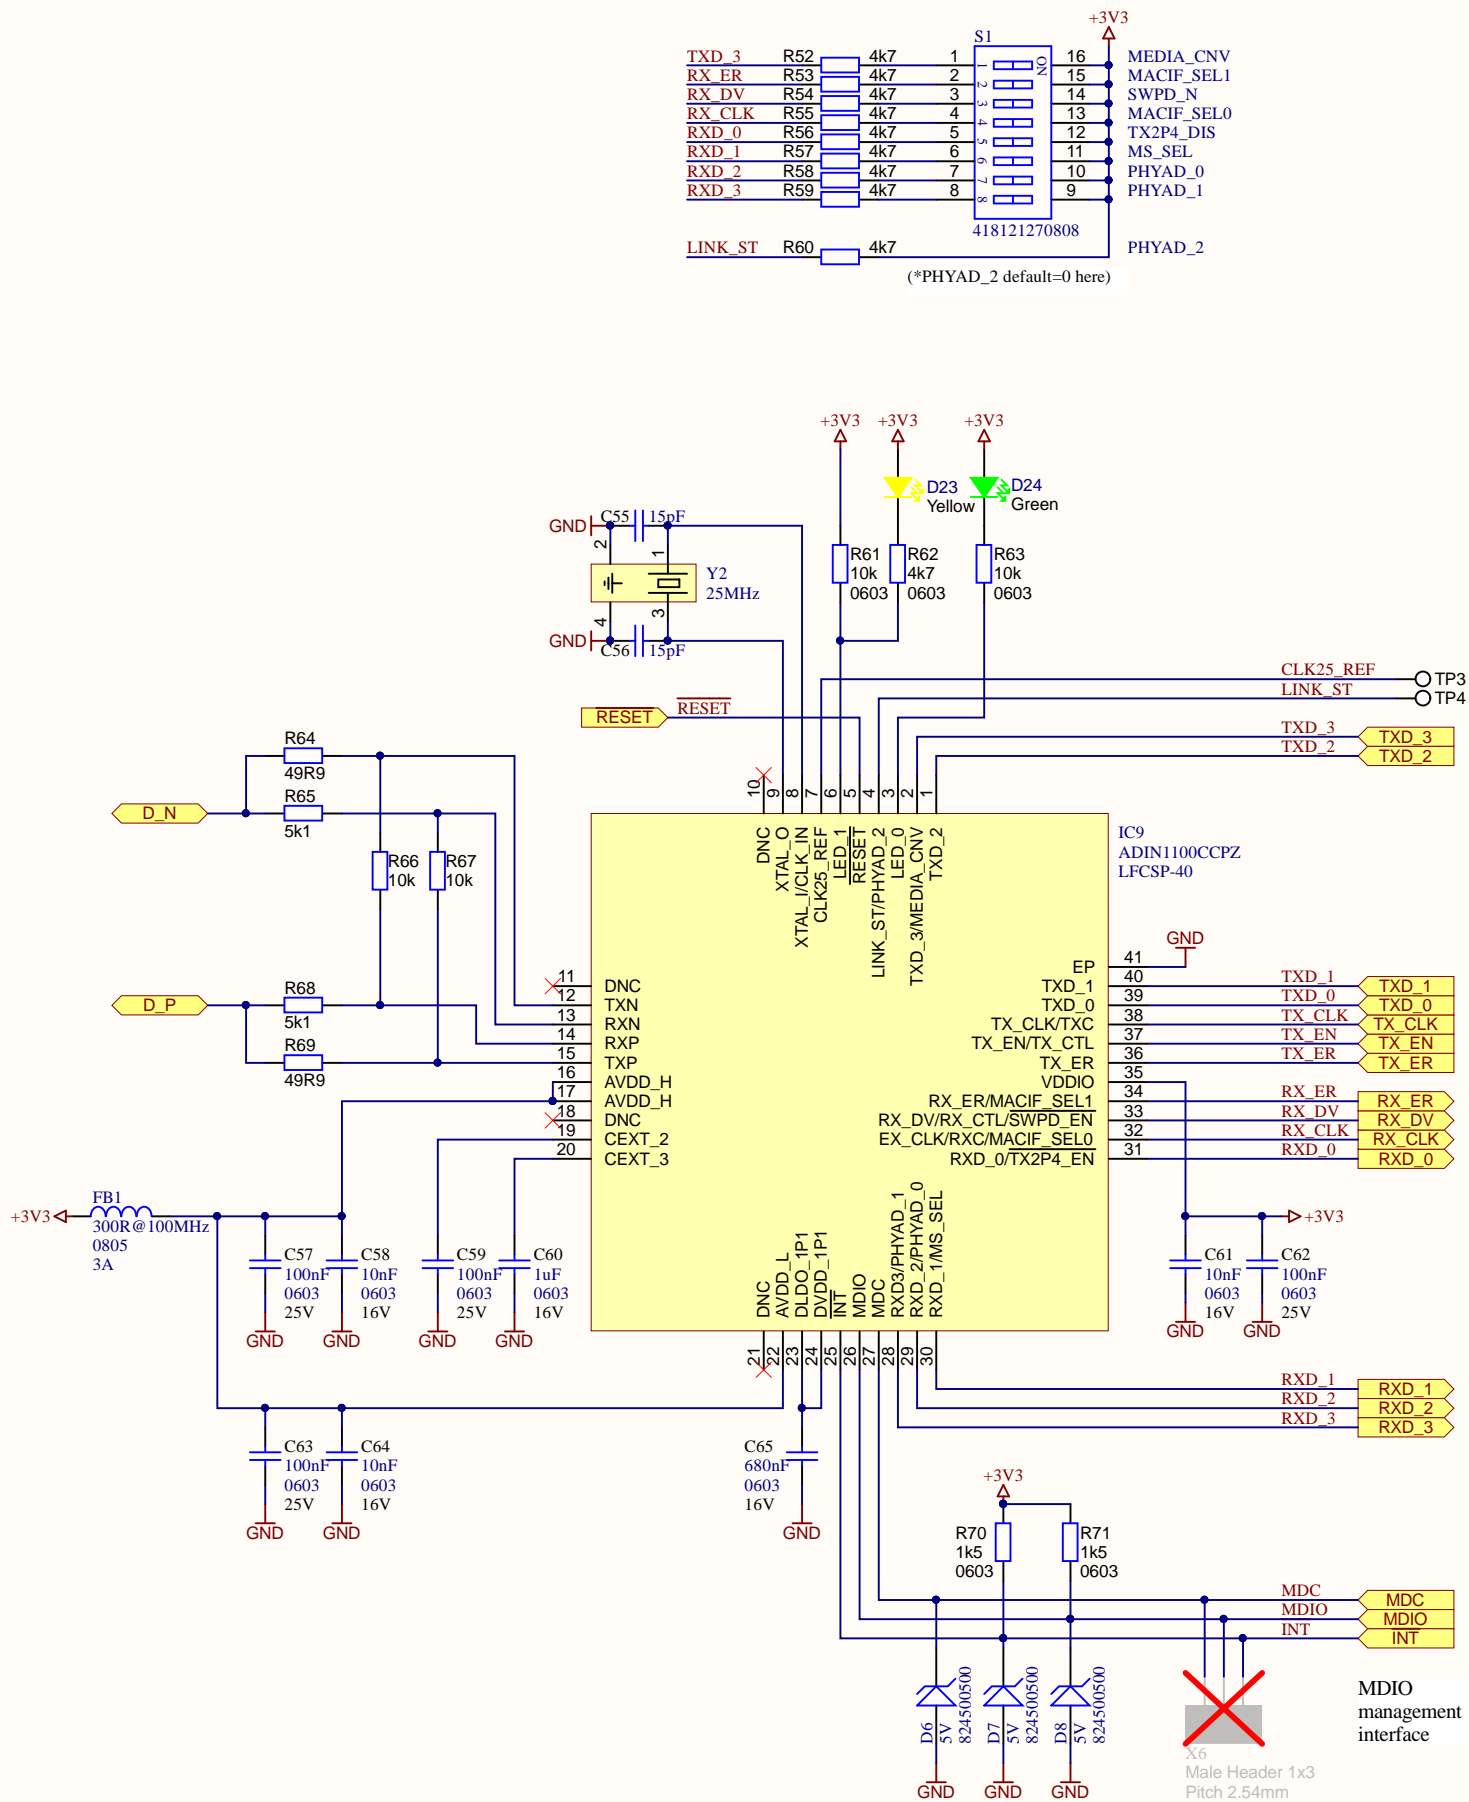 +3V3
S1
TXD_3 R52 4k7 1 1 ON 16 MEDIA_CNV
RX_ER R53 4k7 2 2 15 MACIF_SEL1
RX_DV R54 4k7 3 3 14 SWPD_N
RX_CLK R55 4k7 4 4 13 MACIF_SEL0
RXD_0 R56 4k7 5 5 12 TX2P4_DIS
RXD_1 R57 4k7 6 6 11 MS_SEL
RXD_2 R58 4k7 7 7 10 PHYAD_0
RXD_3 R59 4k7 8 8 9 PHYAD_1
418121270808
LINK_ST R60 4k7 PHYAD_2
(*PHYAD_2 default=0 here)
+3V3 +3V3 +3V3
D23
Yellow
D24
Green
GND C55 15pF
2 1
Y2
25MHz
4 3
GND C56 15pF
R61
10k
0603
R62
4k7
0603
R63
10k
0603
CLK25_REF TP3
LINK_ST TP4
RESET RESET
TXD_3 TXD_3
TXD_2 TXD_2
R64
49R9
D_N R65
5k1
R66
10k
R67
10k
D_P R68
5k1
R69
49R9
10 9 8 7 6 5 4 3 2 1
DNC
XTAL_O
XTAL_I/CLK_IN
CLK25_REF
LED_1
RESET
LINK_ST/PHYAD_2
LED_0
TXD_3/MEDIA_CNV
TXD_2
IC9
ADIN1100CCPZ
LFCSP-40
11 DNC
12 TXN
13 RXN
14 RXP
15 TXP
16 AVDD_H
17 AVDD_H
18 DNC
19 CEXT_2
20 CEXT_3
GND
EP 41
TXD_1 40 TXD_1 TXD_1
TXD_0 39 TXD_0 TXD_0
TX_CLK/TXC 38 TX_CLK TX_CLK
TX_EN/TX_CTL 37 TX_EN TX_EN
TX_ER 36 TX_ER TX_ER
VDDIO 35
RX_ER/MACIF_SEL1 34 RX_ER RX_ER
RX_DV/RX_CTL/SWPD_EN 33 RX_DV RX_DV
EX_CLK/RXC/MACIF_SEL0 32 RX_CLK RX_CLK
RXD_0/TX2P4_EN 31 RXD_0 RXD_0
DNC
AVDD_L
DLDO_1P1
DVDD_1P1
INT
MDIO
MDC
RXD3/PHYAD_1
RXD_2/PHYAD_0
RXD_1/MS_SEL
21 22 23 24 25 26 27 28 29 30
+3V3 FB1
300R@100MHz
0805
3A
C57
100nF
0603
25V
GND
C58
10nF
0603
16V
GND
C59
100nF
0603
25V
GND
C60
1uF
0603
16V
GND
+3V3
C61
10nF
0603
16V
GND
C62
100nF
0603
25V
GND
RXD_1 RXD_1
RXD_2 RXD_2
RXD_3 RXD_3
C63
100nF
0603
25V
GND
C64
10nF
0603
16V
GND
C65
680nF
0603
16V
GND
+3V3
R70
1k5
0603
R71
1k5
0603
MDC MDC
MDIO MDIO
INT INT
D6
5V
824500500
GND
D7
5V
824500500
GND
D8
5V
824500500
GND
MDIO
management
interface
X6
Male Header 1x3
Pitch 2.54mm